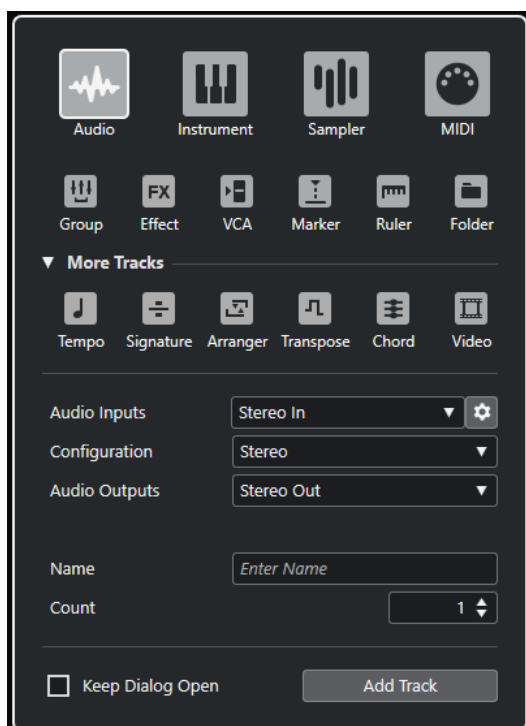 Audio Instrument Sampler MIDI
FX
Group Effect VCA Marker Ruler Folder
More Tracks
Tempo Signature Arranger Transpose Chord Video
Audio Inputs Stereo In
Configuration Stereo
Audio Outputs Stereo Out
Name Enter Name
Count 1
Keep Dialog Open Add Track